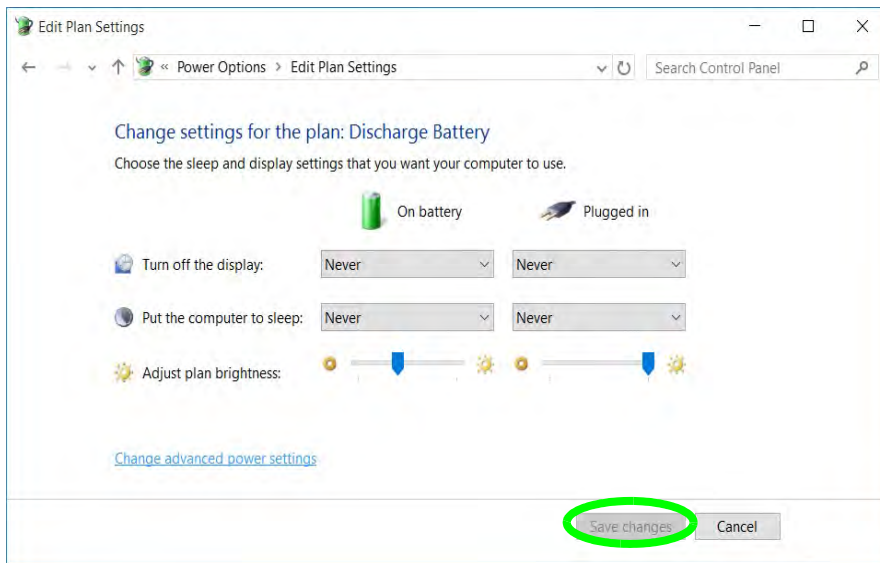 Edit Plan Settings
« Power Options > Edit Plan Settings
Search Control Panel
Change settings for the plan: Discharge Battery
Choose the sleep and display settings that you want your computer to use.
On battery
Plugged in
Turn off the display: Never Never
Put the computer to sleep: Never Never
Adjust plan brightness:
Change advanced power settings
Save changes Cancel